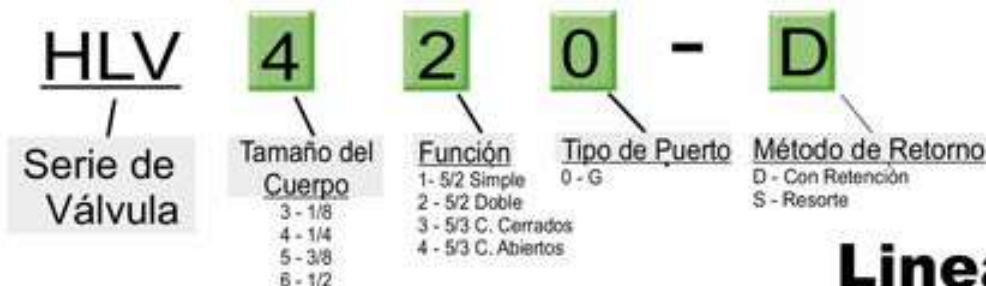 HLV 4 2 0 - D
Serie de
Válvula
Tamaño del
Cuerpo
3 - 1/8
4 - 1/4
5 - 3/8
6 - 1/2
Función
1- 5/2 Simple
2 - 5/2 Doble
3 - 5/3 C. Cerrados
4 - 5/3 C. Abiertos
Tipo de Puerto
0 - G
Método de Retorno
D - Con Retención
S - Resorte
Linea